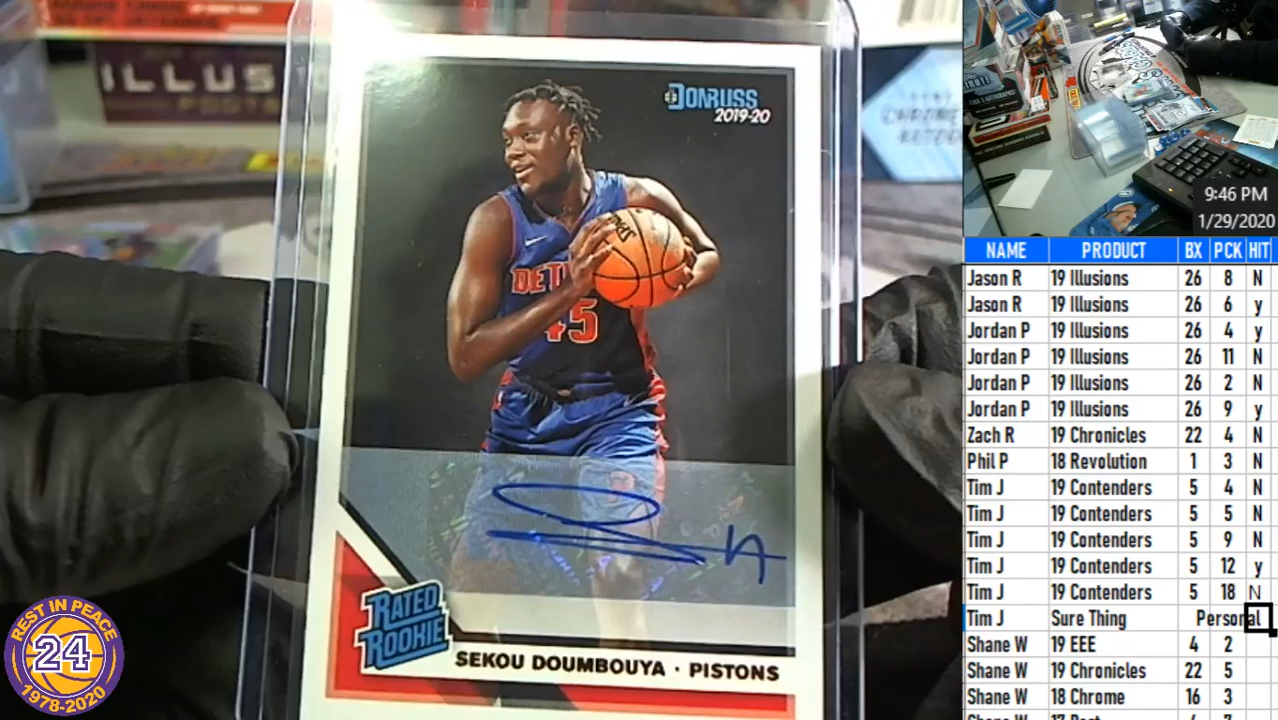 ILLUS
DONRUSS
2019-20
SPALDING
DET
45
RATED
ROOKIE
SEKOU DOUMBOUYA · PISTONS
REST IN PEACE
24
1978-2020
9:46 PM
1/29/2020
NAME PRODUCT BX PCK HIT
Jason R 19 Illusions 26 8 N
Jason R 19 Illusions 26 6 y
Jordan P 19 Illusions 26 4 y
Jordan P 19 Illusions 26 11 N
Jordan P 19 Illusions 26 2 N
Jordan P 19 Illusions 26 9 y
Zach R 19 Chronicles 22 4 N
Phil P 18 Revolution 1 3 N
Tim J 19 Contenders 5 4 N
Tim J 19 Contenders 5 5 N
Tim J 19 Contenders 5 9 N
Tim J 19 Contenders 5 12 y
Tim J 19 Contenders 5 18 N
Tim J Sure Thing Personal
Shane W 19 EEE 4 2
Shane W 19 Chronicles 22 5
Shane W 18 Chrome 16 3